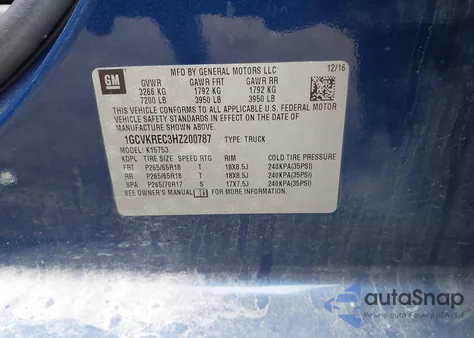 GM
MFD BY GENERAL MOTORS LLC 12/16
GVWR GAWR FRT GAWR RR
3266 KG 1792 KG 1792 KG
7200 LB 3950 LB 3950 LB
THIS VEHICLE CONFORMS TO ALL APPLICABLE U.S. FEDERAL MOTOR
VEHICLE SAFETY STANDARDS IN EFFECT ON THE DATE OF
MANUFACTURE SHOWN ABOVE.
1GCVKREC3HZ200787 TYPE: TRUCK
MODEL: K15753
KDPL TIRE SIZE SPEED RTG RIM COLD TIRE PRESSURE
FRT P265/65R18 T 18X8.5J 240KPA(35PSI)
RR P265/65R18 T 18X8.5J 240KPA(35PSI)
SPA P265/70R17 S 17X7.5J 240KPA(35PSI)
SEE OWNER'S MANUAL FOR MORE INFORMATION.
autoSnap